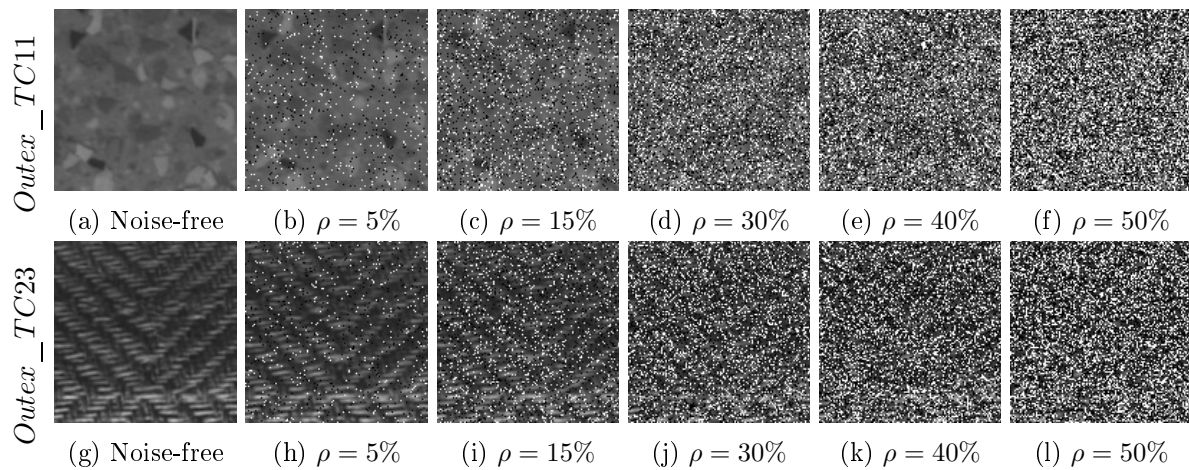 Outex_TC11
(a) Noise-free (b) ρ = 5% (c) ρ = 15% (d) ρ = 30% (e) ρ = 40% (f) ρ = 50%
Outex_TC23
(g) Noise-free (h) ρ = 5% (i) ρ = 15% (j) ρ = 30% (k) ρ = 40% (l) ρ = 50%